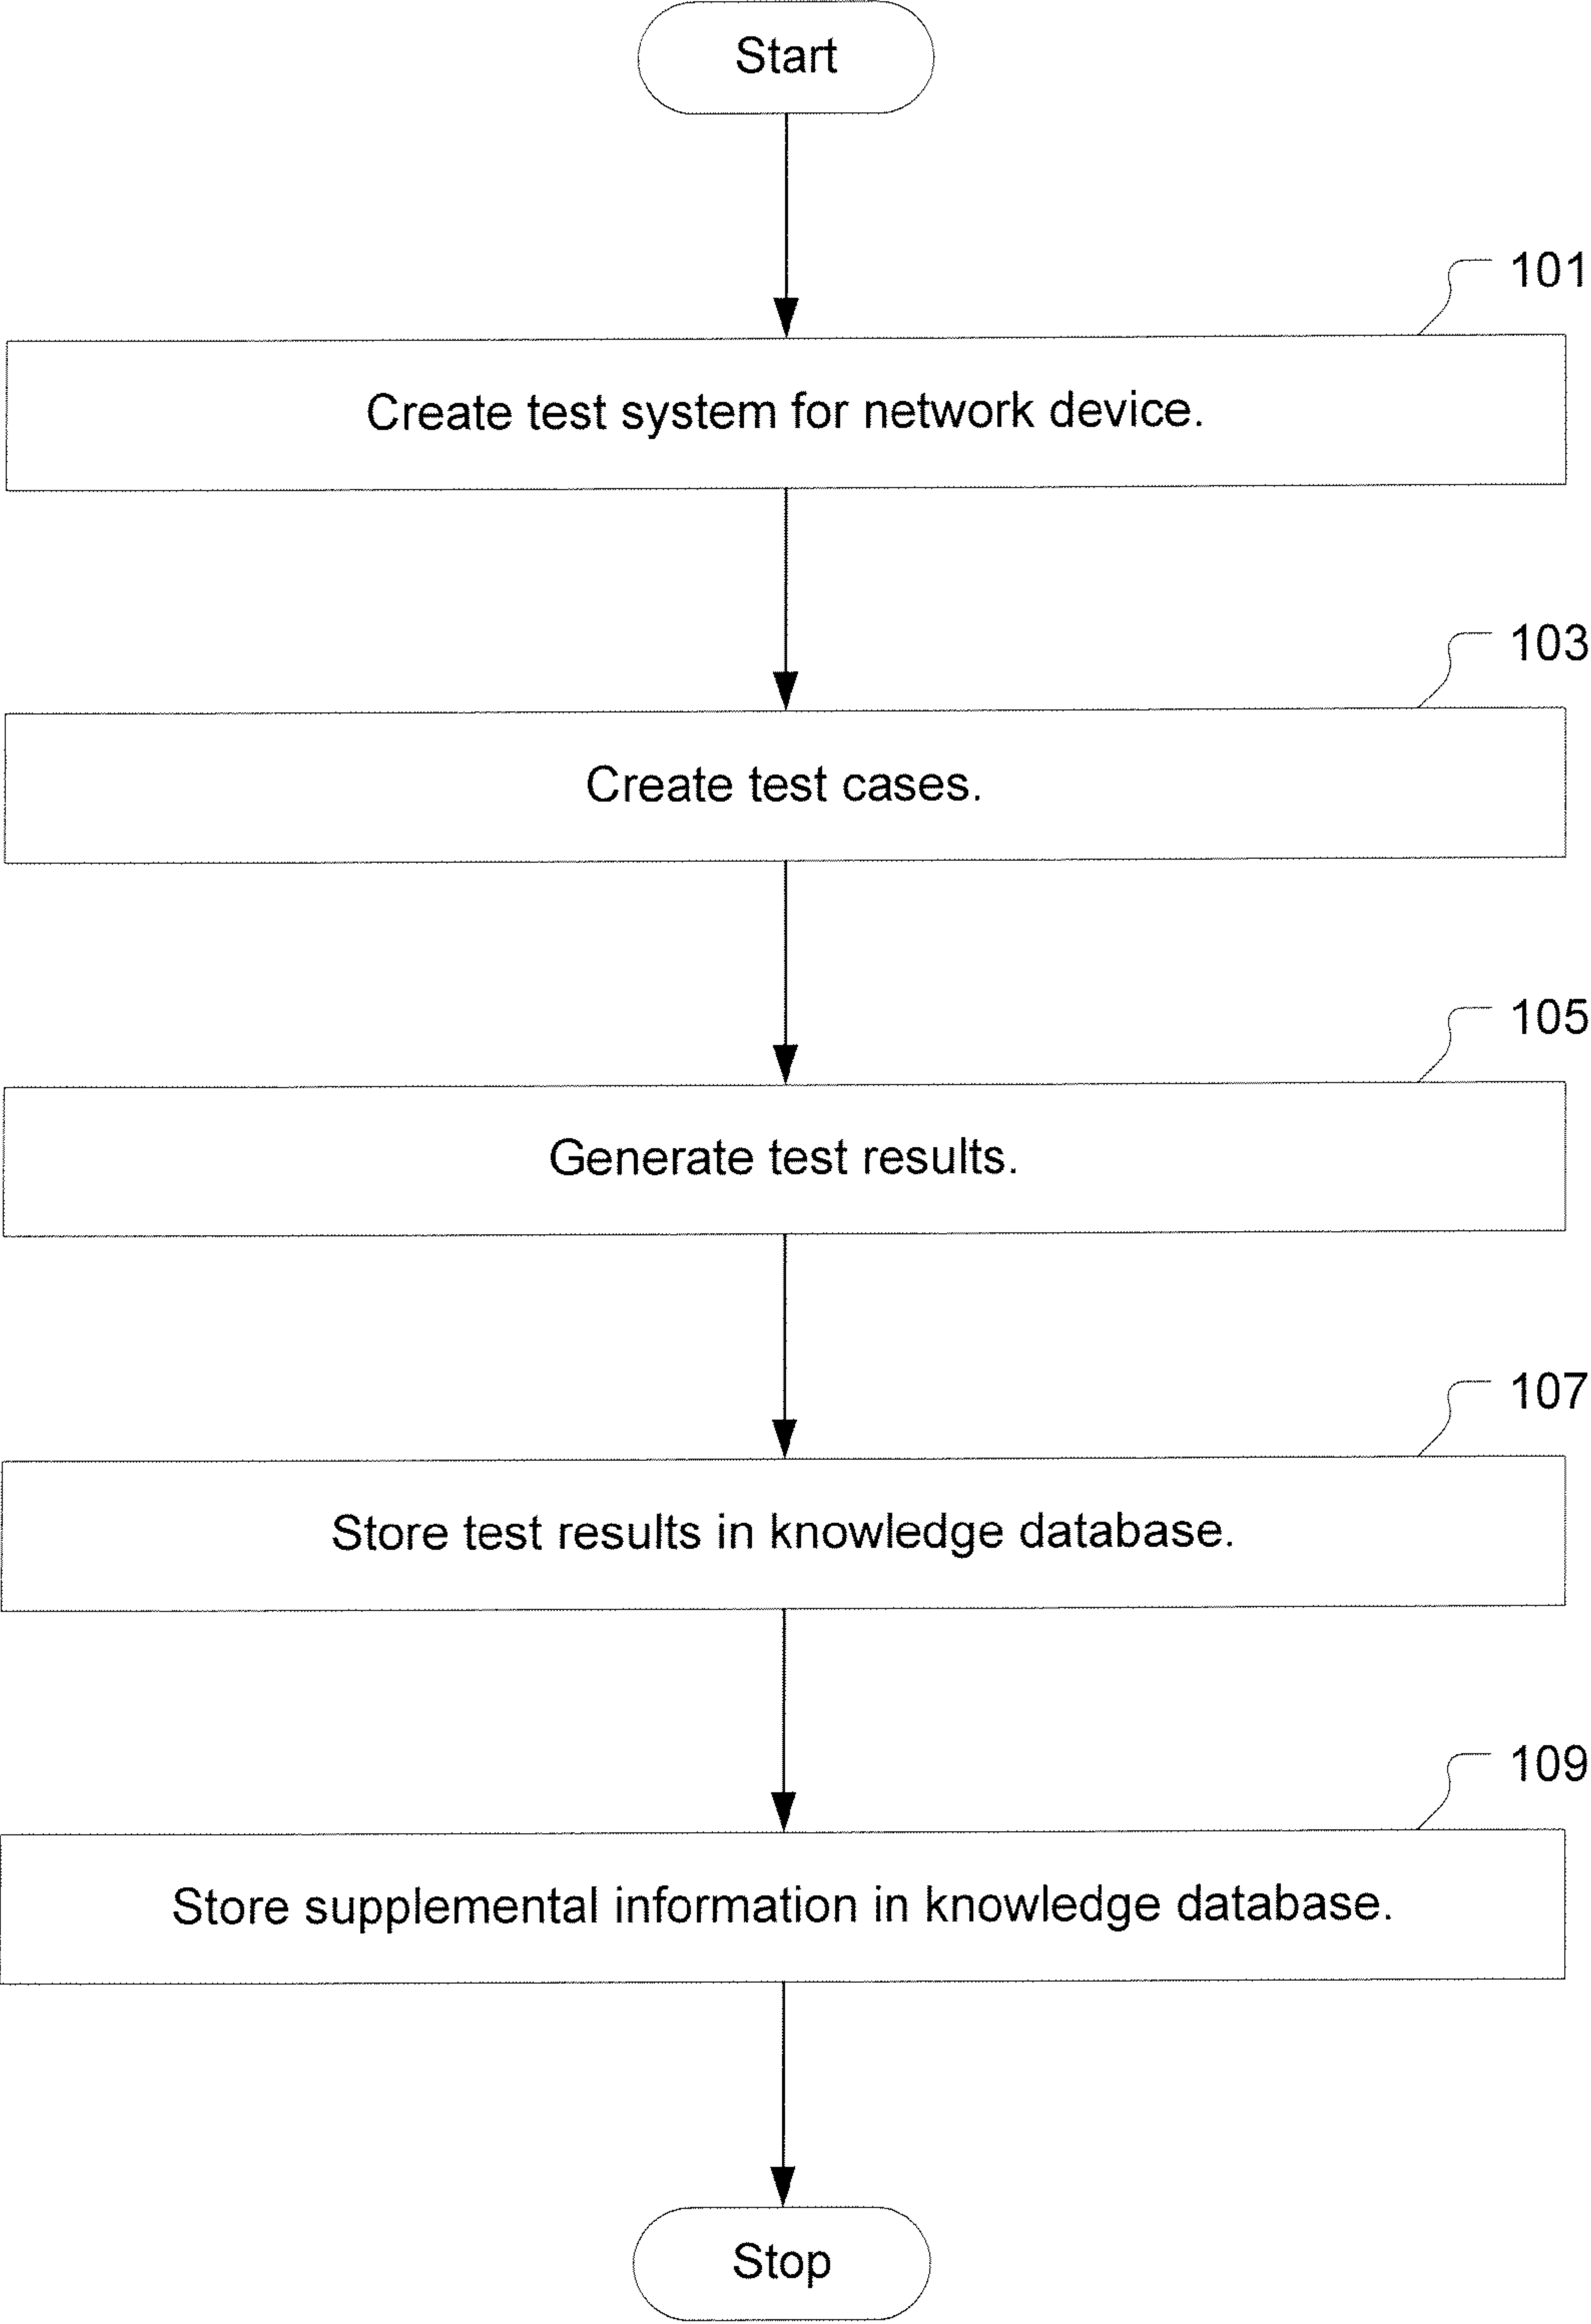 Start
101
Create test system for network device.
103
Create test cases.
105
Generate test results.
107
Store test results in knowledge database.
109
Store supplemental information in knowledge database.
Stop